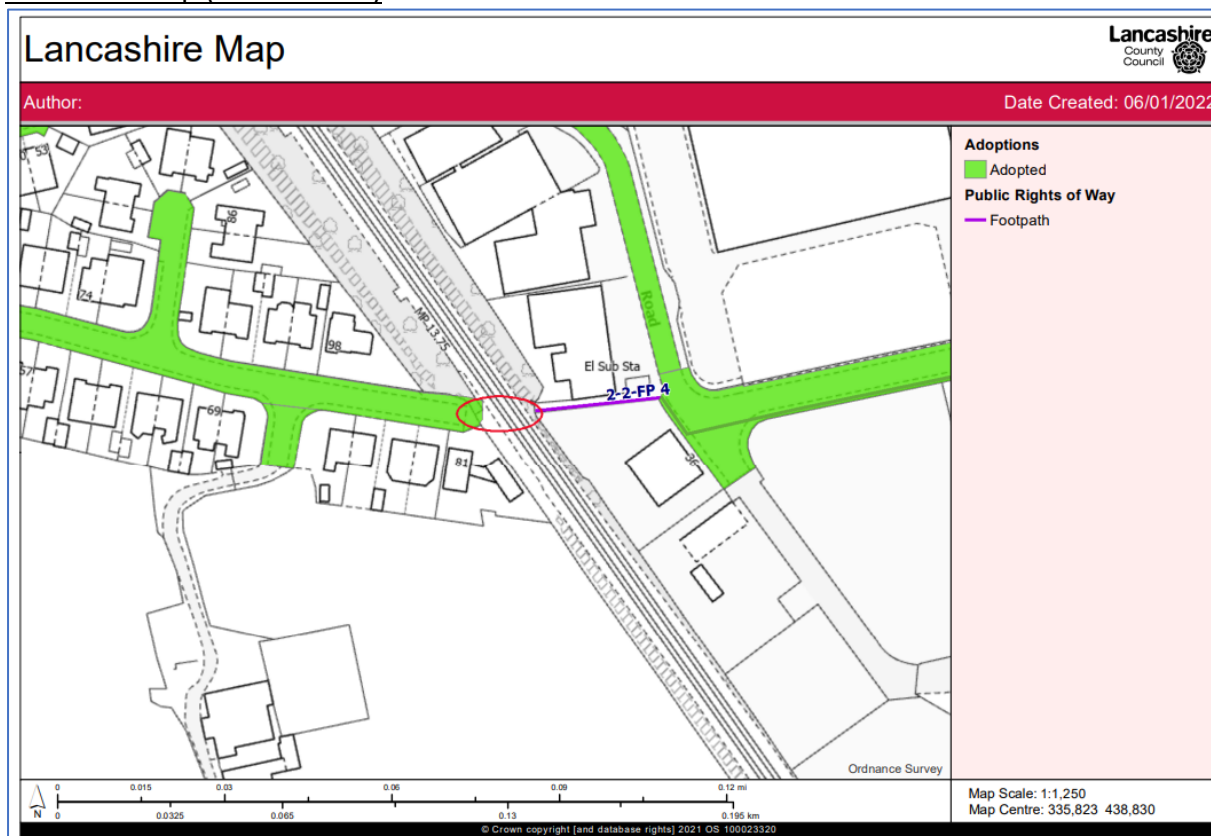 Lancashire Map
Lancashire
County
Council
Author:
Date Created: 06/01/2022
Adoptions
Adopted
Public Rights of Way
Footpath
53
86
74
MP 13.75
Road
98
El Sub Sta
57
2-2-FP 4
69
81
36
Ordnance Survey
0 0.015 0.03 0.06 0.09 0.12 mi
N 0 0.0325 0.065 0.13 0.195 km
Map Scale: 1:1,250
Map Centre: 335,823 438,830
© Crown copyright [and database rights] 2021 OS 100023320